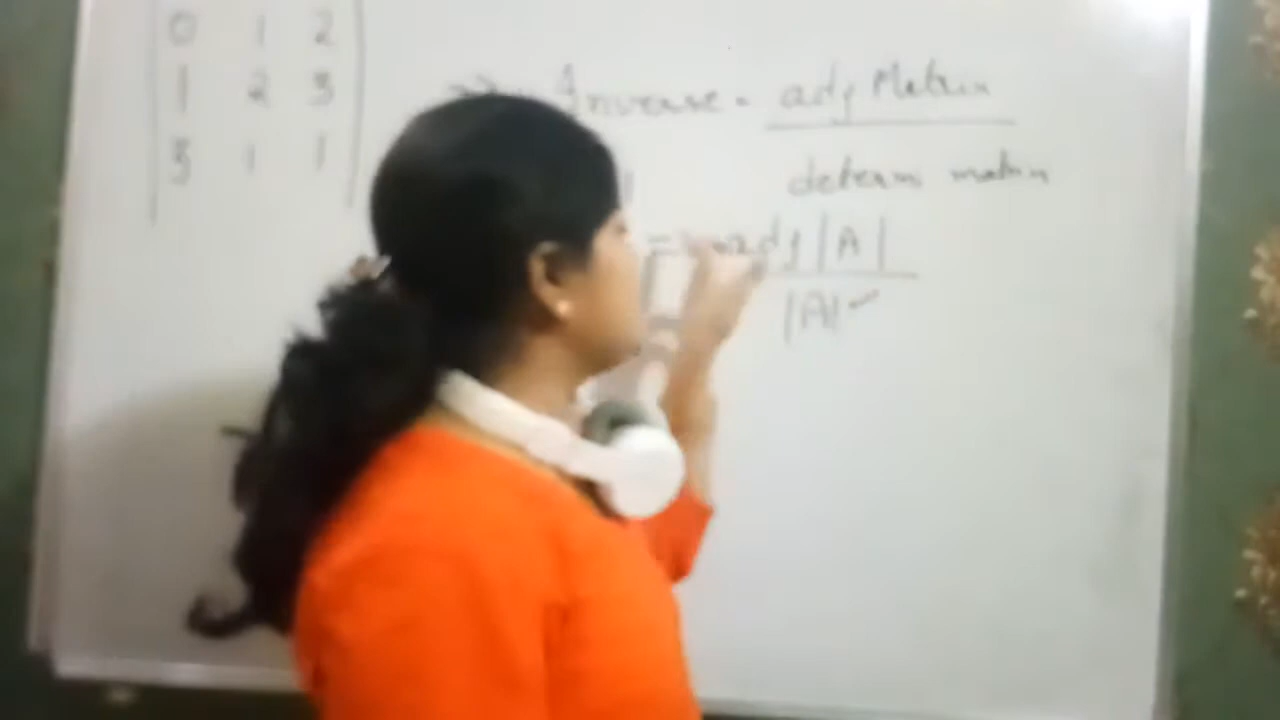 0 1 2
1 2 3
3 1 1
Inverse = adj Matrix
determ matrix
=> adj |A|
|A|